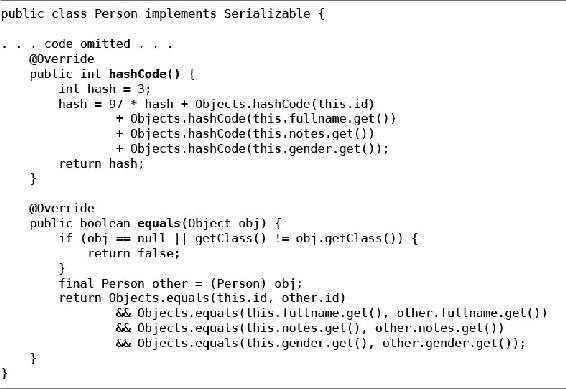 public class Person implements Serializable {
. . . code omitted . . .
    @Override
    public int hashCode() {
        int hash = 3;
        hash = 97 * hash + Objects.hashCode(this.id)
                + Objects.hashCode(this.fullname.get())
                + Objects.hashCode(this.notes.get())
                + Objects.hashCode(this.gender.get());
        return hash;
    }
    @Override
    public boolean equals(Object obj) {
        if (obj == null || getClass() != obj.getClass()) {
            return false;
        }
        final Person other = (Person) obj;
        return Objects.equals(this.id, other.id)
                && Objects.equals(this.fullname.get(), other.fullname.get())
                && Objects.equals(this.notes.get(), other.notes.get())
                && Objects.equals(this.gender.get(), other.gender.get());
    }
}